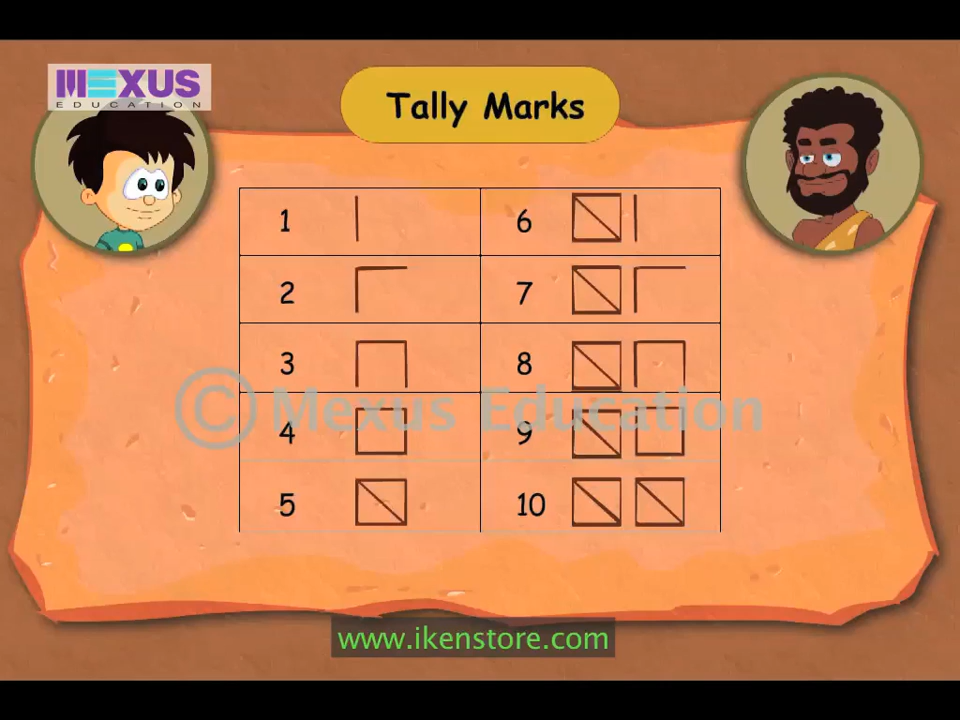 MEXUS
EDUCATION
Tally Marks
1 6
2 7
3 8
© Mexus Education
4 9
5 10
www.ikenstore.com